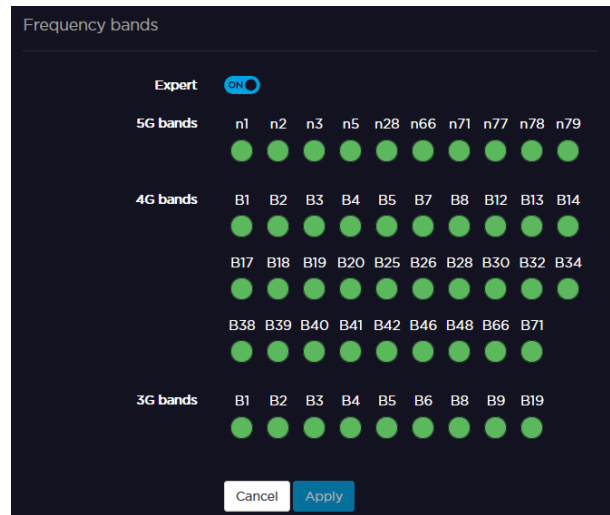 Frequency bands
Expert ON
5G bands n1 n2 n3 n5 n28 n66 n71 n77 n78 n79
4G bands B1 B2 B3 B4 B5 B7 B8 B12 B13 B14
B17 B18 B19 B20 B25 B26 B28 B30 B32 B34
B38 B39 B40 B41 B42 B46 B48 B66 B71
3G bands B1 B2 B3 B4 B5 B6 B8 B9 B19
Cancel Apply